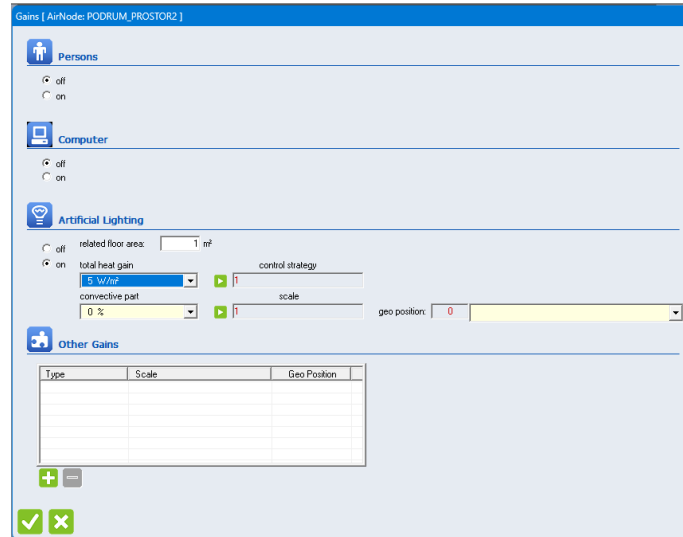 Gains [ AirNode: PODRUM_PROSTOR2 ]
Persons
off
on
Computer
off
on
Artificial Lighting
off related floor area: 1 m²
on total heat gain control strategy
5 W/m² 1
convective part scale
0 % 1 geo position: 0
Other Gains
Type Scale Geo Position